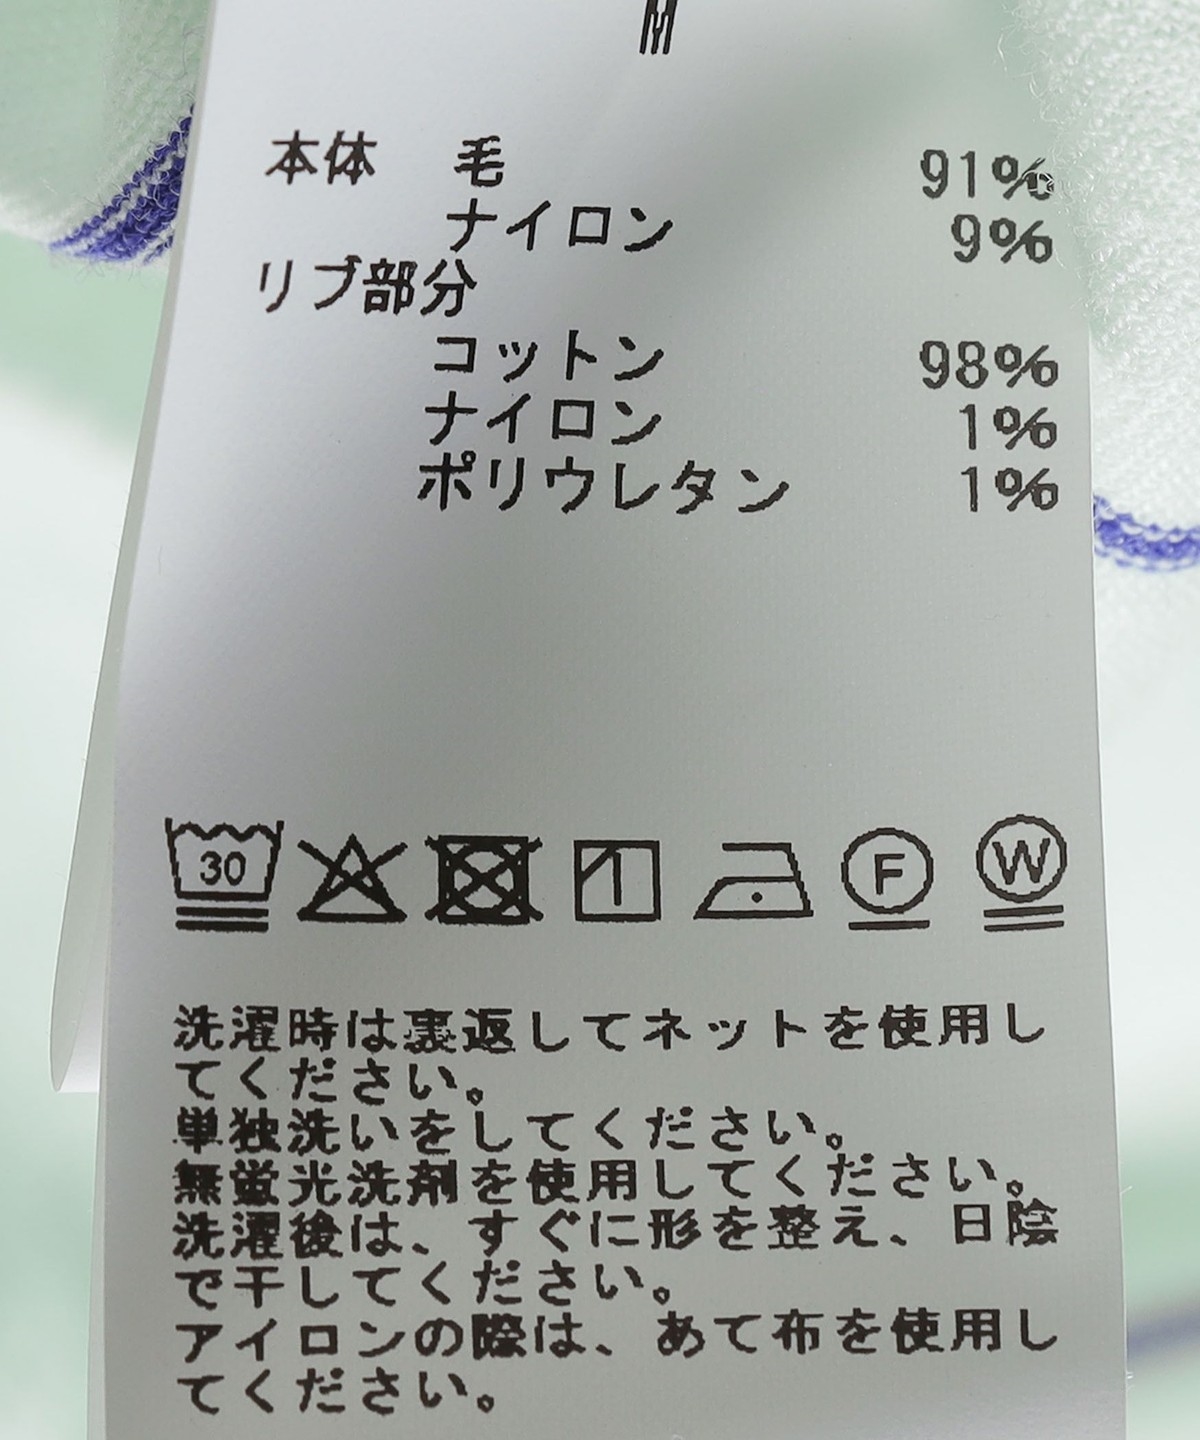 M
本体 毛 91%
ナイロン 9%
リブ部分
コットン 98%
ナイロン 1%
ポリウレタン 1%
30 F W
洗濯時は裏返してネットを使用し
てください。
単独洗いをしてください。
無蛍光洗剤を使用してください。
洗濯後は、すぐに形を整え、日陰
で干してください。
アイロンの際は、あて布を使用し
てください。